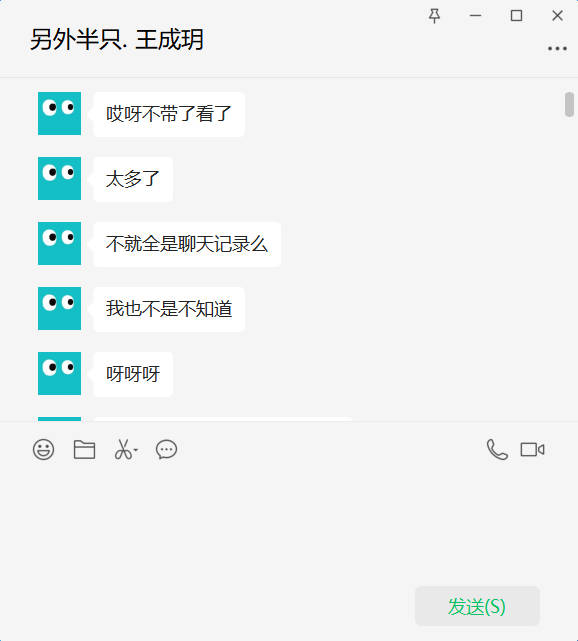 另外半只. 王成玥
哎呀不带了看了
太多了
不就全是聊天记录么
我也不是不知道
呀呀呀
发送(S)